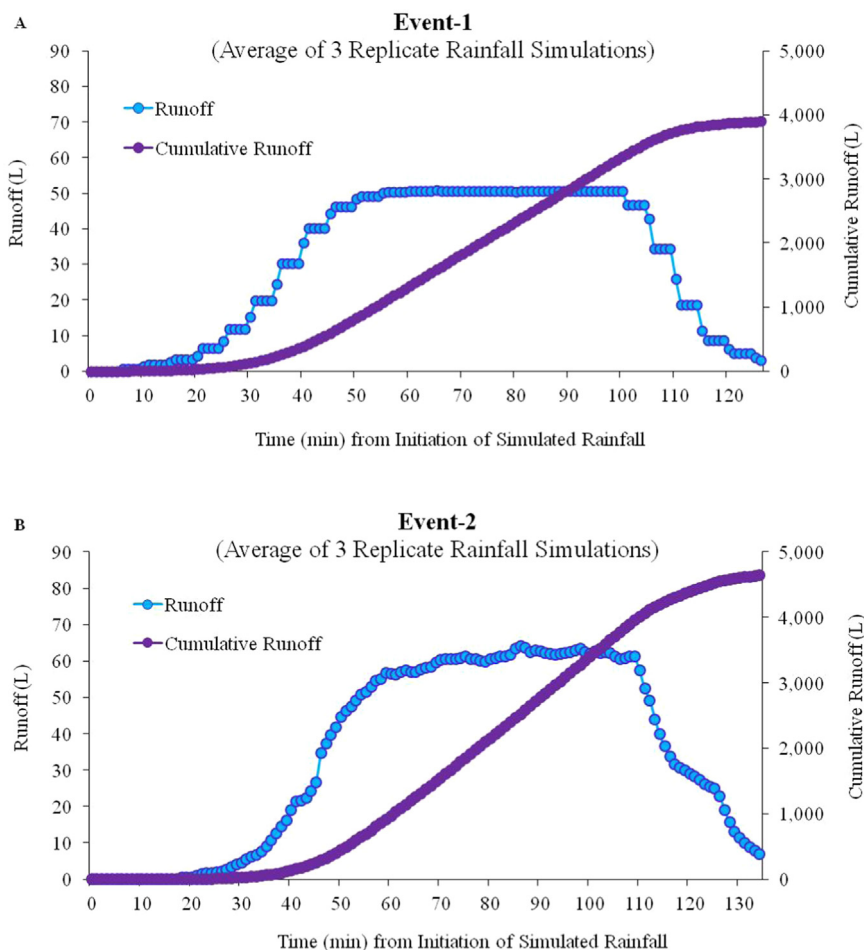 A
Event-1
(Average of 3 Replicate Rainfall Simulations)
90
80
70
60
50
40
30
20
10
0
Runoff (L)
Runoff
Cumulative Runoff
5,000
4,000
3,000
2,000
1,000
0
Cumulative Runoff (L)
0 10 20 30 40 50 60 70 80 90 100 110 120
Time (min) from Initiation of Simulated Rainfall
B
Event-2
(Average of 3 Replicate Rainfall Simulations)
90
80
70
60
50
40
30
20
10
0
Runoff (L)
Runoff
Cumulative Runoff
5,000
4,000
3,000
2,000
1,000
0
Cumulative Runoff (L)
0 10 20 30 40 50 60 70 80 90 100 110 120 130
Time (min) from Initiation of Simulated Rainfall